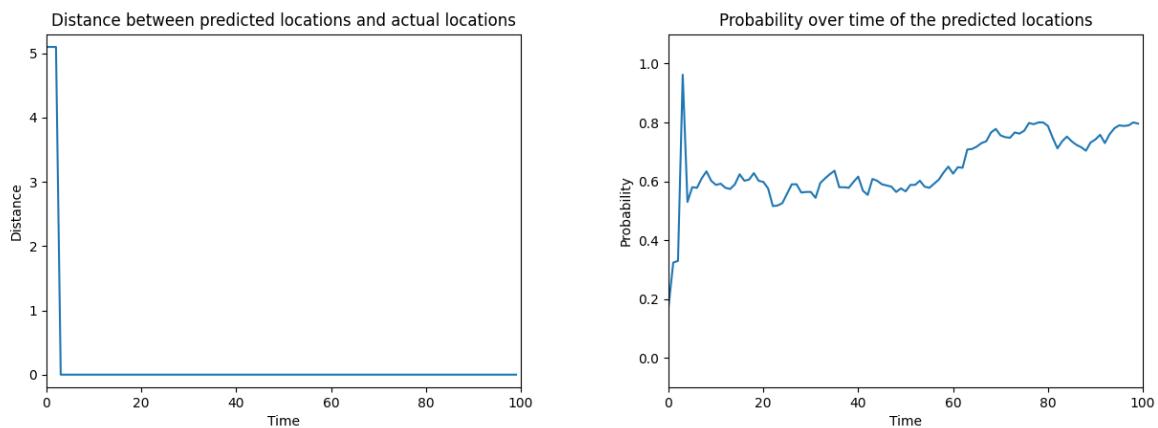 Distance between predicted locations and actual locations
5
4
3
2
1
0
Distance
0 20 40 60 80 100
Time
Probability over time of the predicted locations
1.0
0.8
0.6
0.4
0.2
0.0
Probability
0 20 40 60 80 100
Time